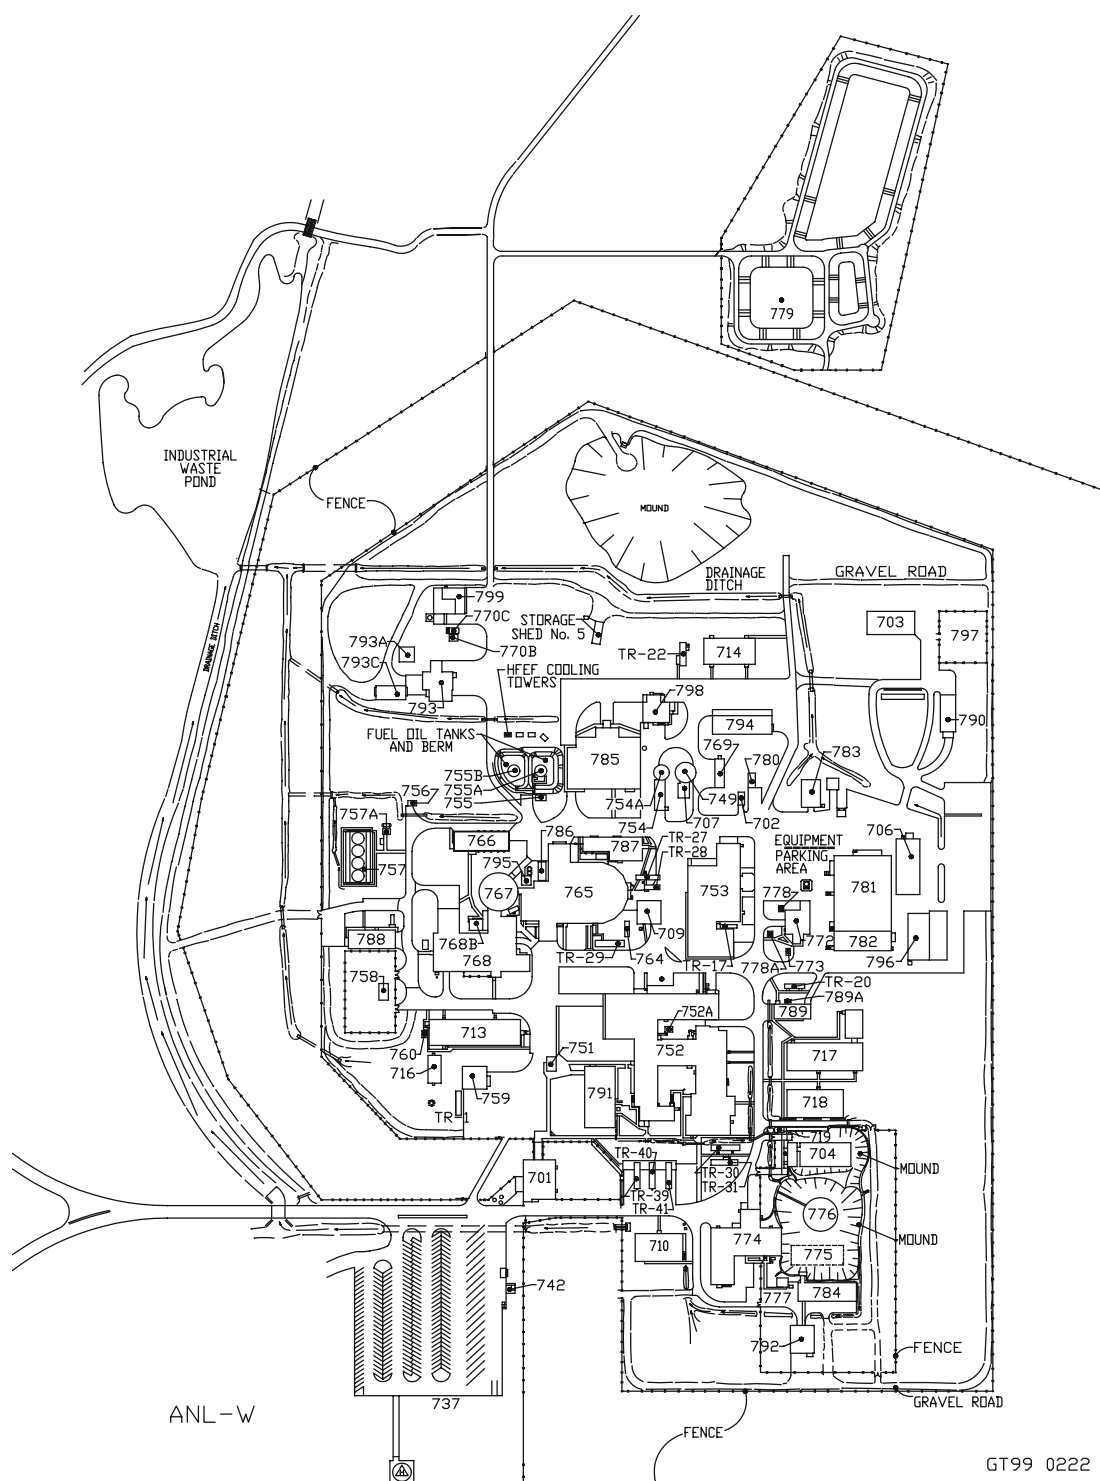 779
INDUSTRIAL
WASTE
POND
FENCE
MOUND
DRAINAGE
DITCH
GRAVEL ROAD
DRAINAGE DITCH
799
770C
STORAGE
SHED No. 5
703
797
793A
770B
TR-22
714
793C
HFEF COOLING
TOWERS
798
793
794
790
FUEL OIL TANKS
AND BERM
785
769
780
783
755B
755A
756
755
754A
749
757A
754
707
702
706
766
786
787
TR-27
TR-28
EQUIPMENT
PARKING
AREA
795
757
767
765
753
778
781
709
772
788
768B
782
768
TR-29
764
TR-17
778A
773
796
758
TR-20
789A
789
752A
713
760
751
752
717
716
759
791
718
TR-1
719
TR-40
704
MOUND
701
TR-30
TR-31
TR-39
TR-41
776
774
MOUND
710
775
742
777
784
792
FENCE
737
GRAVEL ROAD
ANL-W
FENCE
GT99 0222